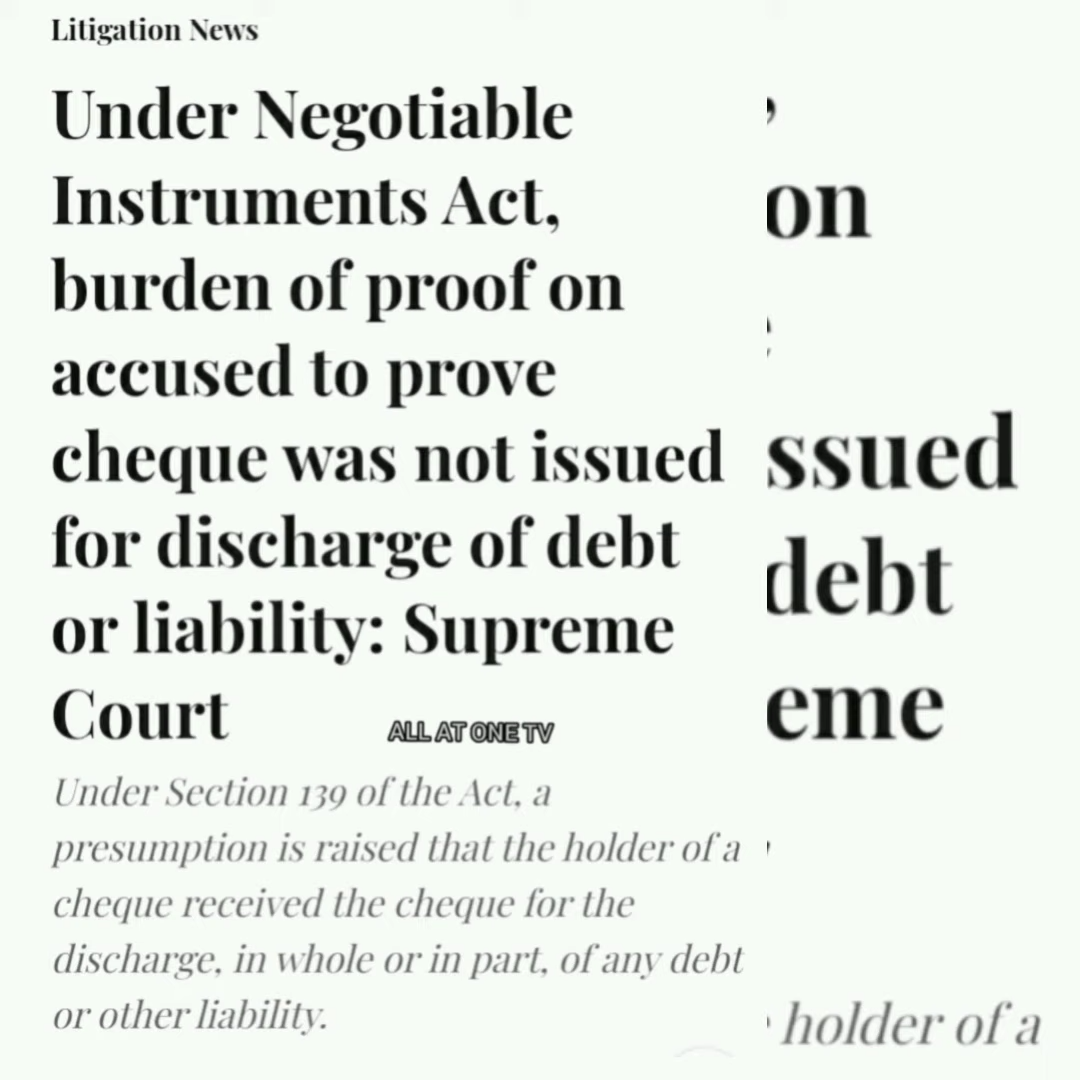 Litigation News
Under Negotiable
Instruments Act,
burden of proof on
accused to prove
cheque was not issued
for discharge of debt
or liability: Supreme
Court
ALL AT ONE TV
Under Section 139 of the Act, a
presumption is raised that the holder of a
cheque received the cheque for the
discharge, in whole or in part, of any debt
or other liability.
,
on
ssued
debt
eme
holder of a